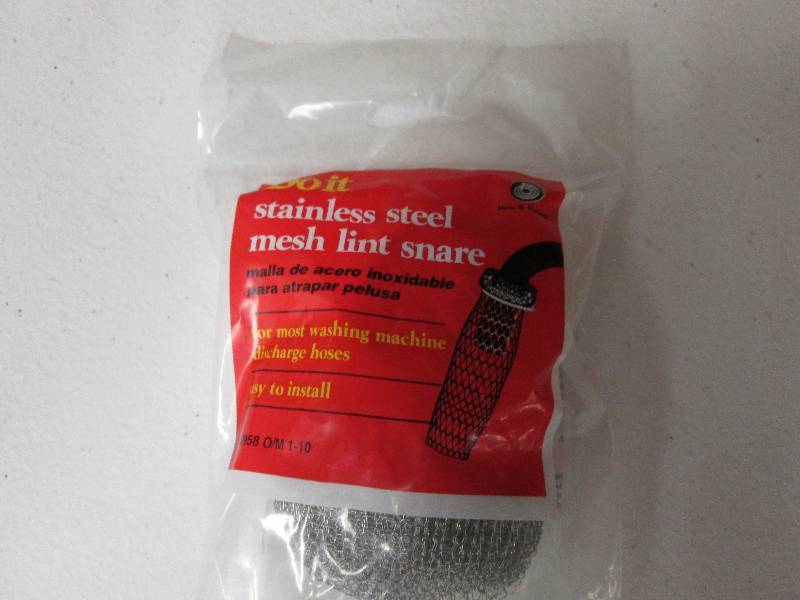 Do it
stainless steel
mesh lint snare
malla de acero inoxidable
para atrapar pelusa
for most washing machine
discharge hoses
easy to install
958 O/M 1-10